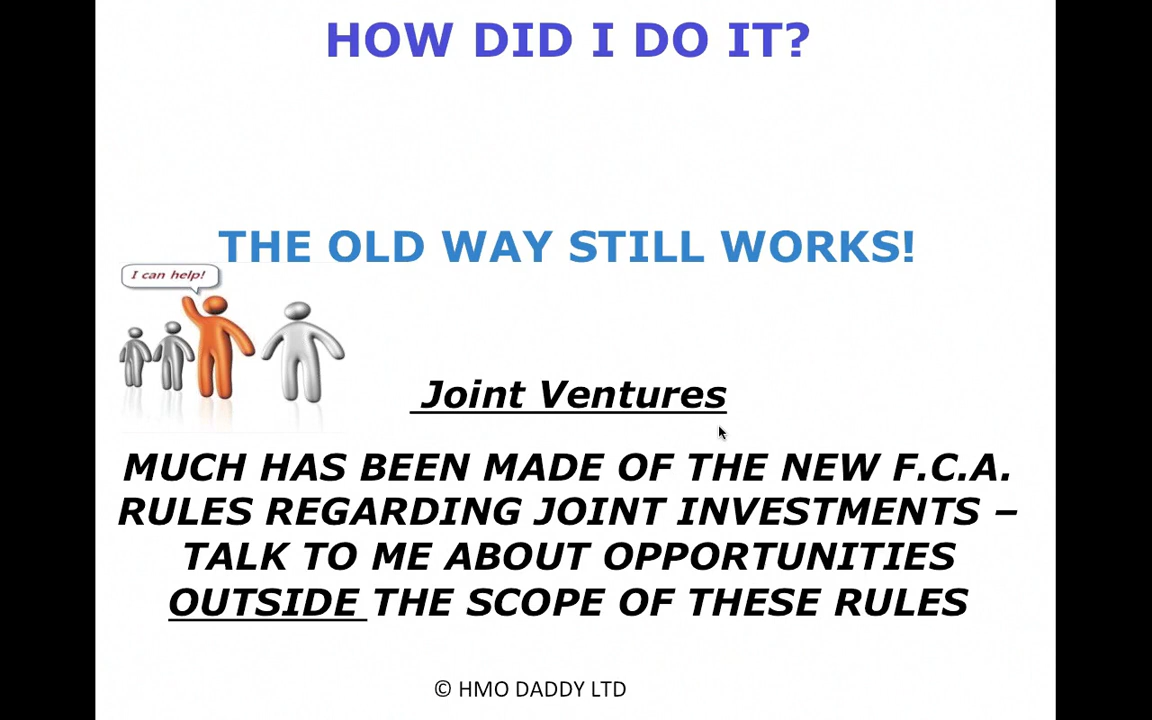 HOW DID I DO IT?
THE OLD WAY STILL WORKS!
I can help!
Joint Ventures
MUCH HAS BEEN MADE OF THE NEW F.C.A.
RULES REGARDING JOINT INVESTMENTS –
TALK TO ME ABOUT OPPORTUNITIES
OUTSIDE THE SCOPE OF THESE RULES
© HMO DADDY LTD